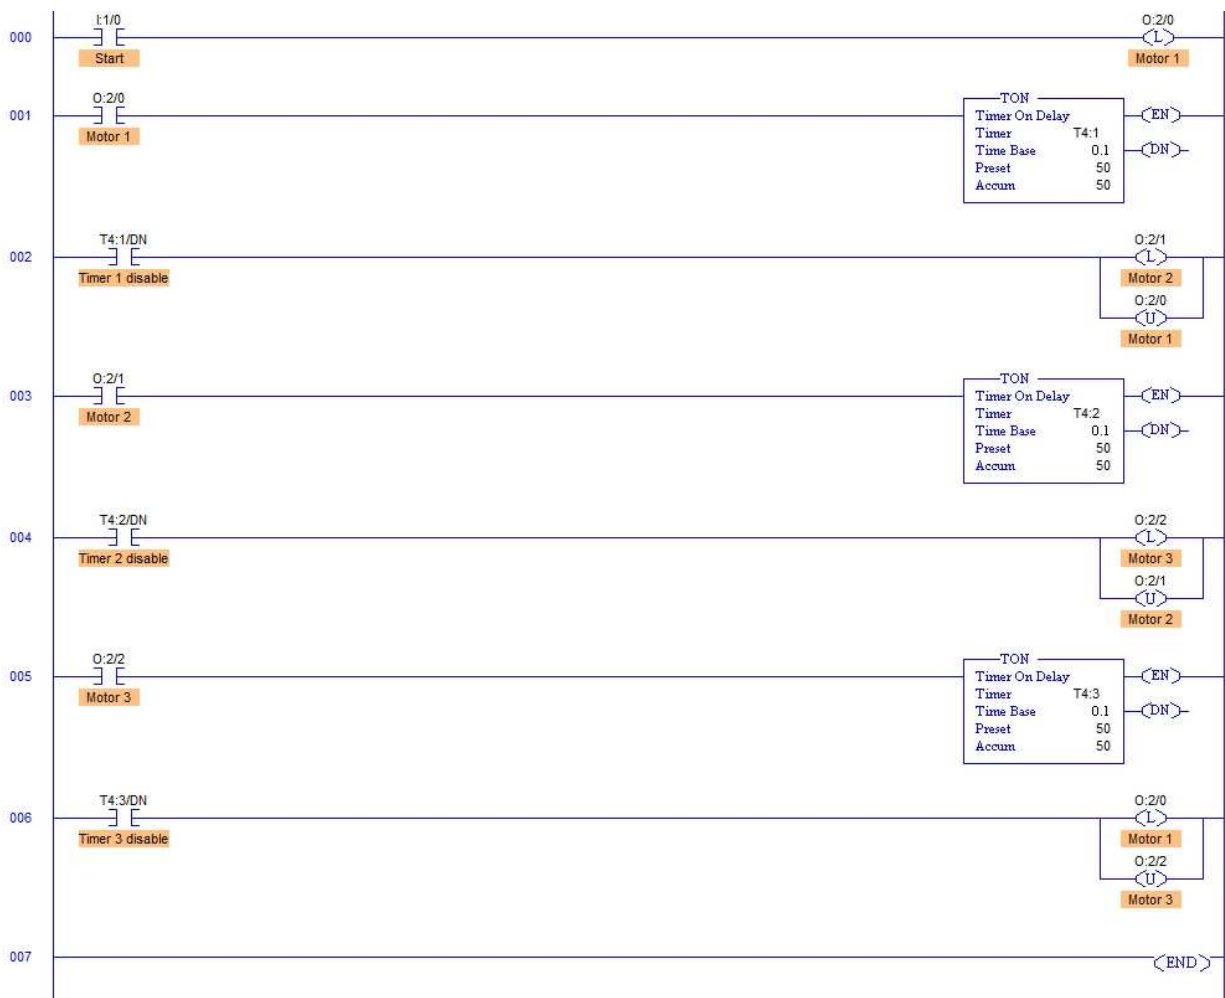 I:1/0
O:2/0
000
L
Start
Motor 1
O:2/0
001
TON
Timer On Delay
EN
Timer T4:1
Time Base 0.1
DN
Preset 50
Accum 50
Motor 1
T4:1/DN
O:2/1
002
L
Timer 1 disable
Motor 2
O:2/0
U
Motor 1
O:2/1
003
TON
Timer On Delay
EN
Timer T4:2
Time Base 0.1
DN
Preset 50
Accum 50
Motor 2
T4:2/DN
O:2/2
004
L
Timer 2 disable
Motor 3
O:2/1
U
Motor 2
O:2/2
005
TON
Timer On Delay
EN
Timer T4:3
Time Base 0.1
DN
Preset 50
Accum 50
Motor 3
T4:3/DN
O:2/0
006
L
Timer 3 disable
Motor 1
O:2/2
U
Motor 3
007
END